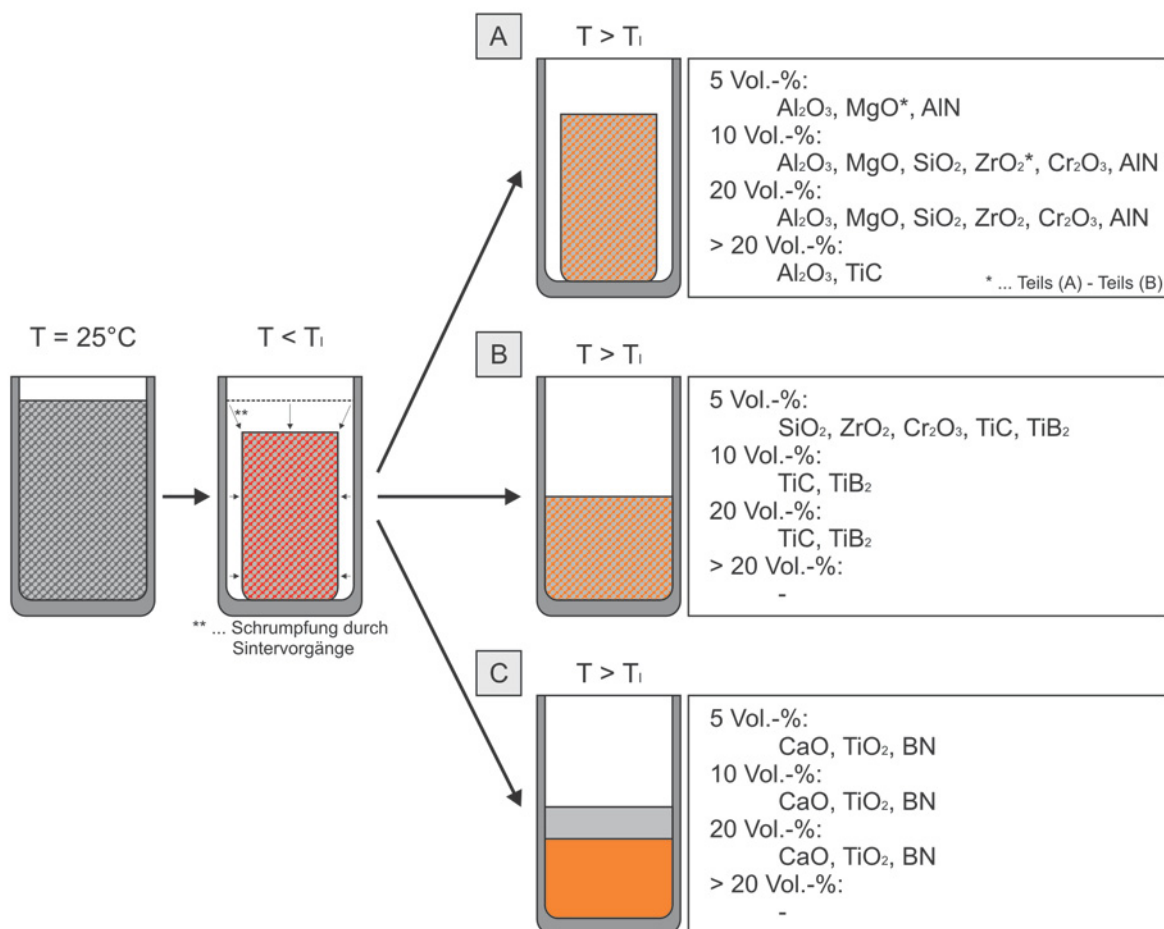 A
T > Tₗ
5 Vol.-%:
Al₂O₃, MgO*, AlN
10 Vol.-%:
Al₂O₃, MgO, SiO₂, ZrO₂*, Cr₂O₃, AlN
20 Vol.-%:
Al₂O₃, MgO, SiO₂, ZrO₂, Cr₂O₃, AlN
> 20 Vol.-%:
Al₂O₃, TiC
* ... Teils (A) - Teils (B)
T = 25°C
T < Tₗ
**
** ... Schrumpfung durch
Sintervorgänge
B
T > Tₗ
5 Vol.-%:
SiO₂, ZrO₂, Cr₂O₃, TiC, TiB₂
10 Vol.-%:
TiC, TiB₂
20 Vol.-%:
TiC, TiB₂
> 20 Vol.-%:
-
C
T > Tₗ
5 Vol.-%:
CaO, TiO₂, BN
10 Vol.-%:
CaO, TiO₂, BN
20 Vol.-%:
CaO, TiO₂, BN
> 20 Vol.-%:
-